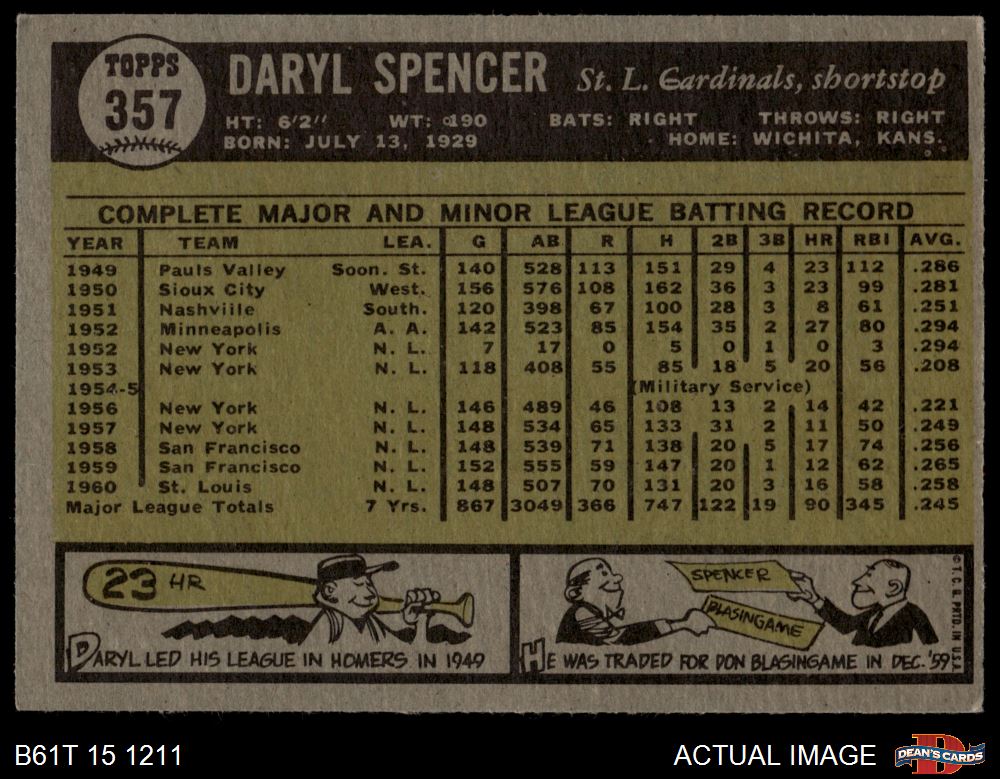 TOPPS
357
DARYL SPENCER St. L. Cardinals, shortstop
HT: 6'2" WT: 190 BATS: RIGHT THROWS: RIGHT
BORN: JULY 13, 1929 HOME: WICHITA, KANS.
COMPLETE MAJOR AND MINOR LEAGUE BATTING RECORD
YEAR TEAM LEA. G AB R H 2B 3B HR RBI AVG.
1949 Pauls Valley Soon. St. 140 528 113 151 29 4 23 112 .286
1950 Sioux City West. 156 576 108 162 36 3 23 99 .281
1951 Nashville South. 120 398 67 100 28 3 8 61 .251
1952 Minneapolis A. A. 142 523 85 154 35 2 27 80 .294
1952 New York N. L. 7 17 0 5 0 1 0 3 .294
1953 New York N. L. 118 408 55 85 18 5 20 56 .208
1954-5 (Military Service)
1956 New York N. L. 146 489 46 108 13 2 14 42 .221
1957 New York N. L. 148 534 65 133 31 2 11 50 .249
1958 San Francisco N. L. 148 539 71 138 20 5 17 74 .256
1959 San Francisco N. L. 152 555 59 147 20 1 12 62 .265
1960 St. Louis N. L. 148 507 70 131 20 3 16 58 .258
Major League Totals 7 Yrs. 867 3049 366 747 122 19 90 345 .245
23 HR
DARYL LED HIS LEAGUE IN HOMERS IN 1949
SPENCER
BLASINGAME
HE WAS TRADED FOR DON BLASINGAME IN DEC. '59
© T. C. G. PRTD. IN U.S.A.
B61T 15 1211
ACTUAL IMAGE
DEAN'S CARDS